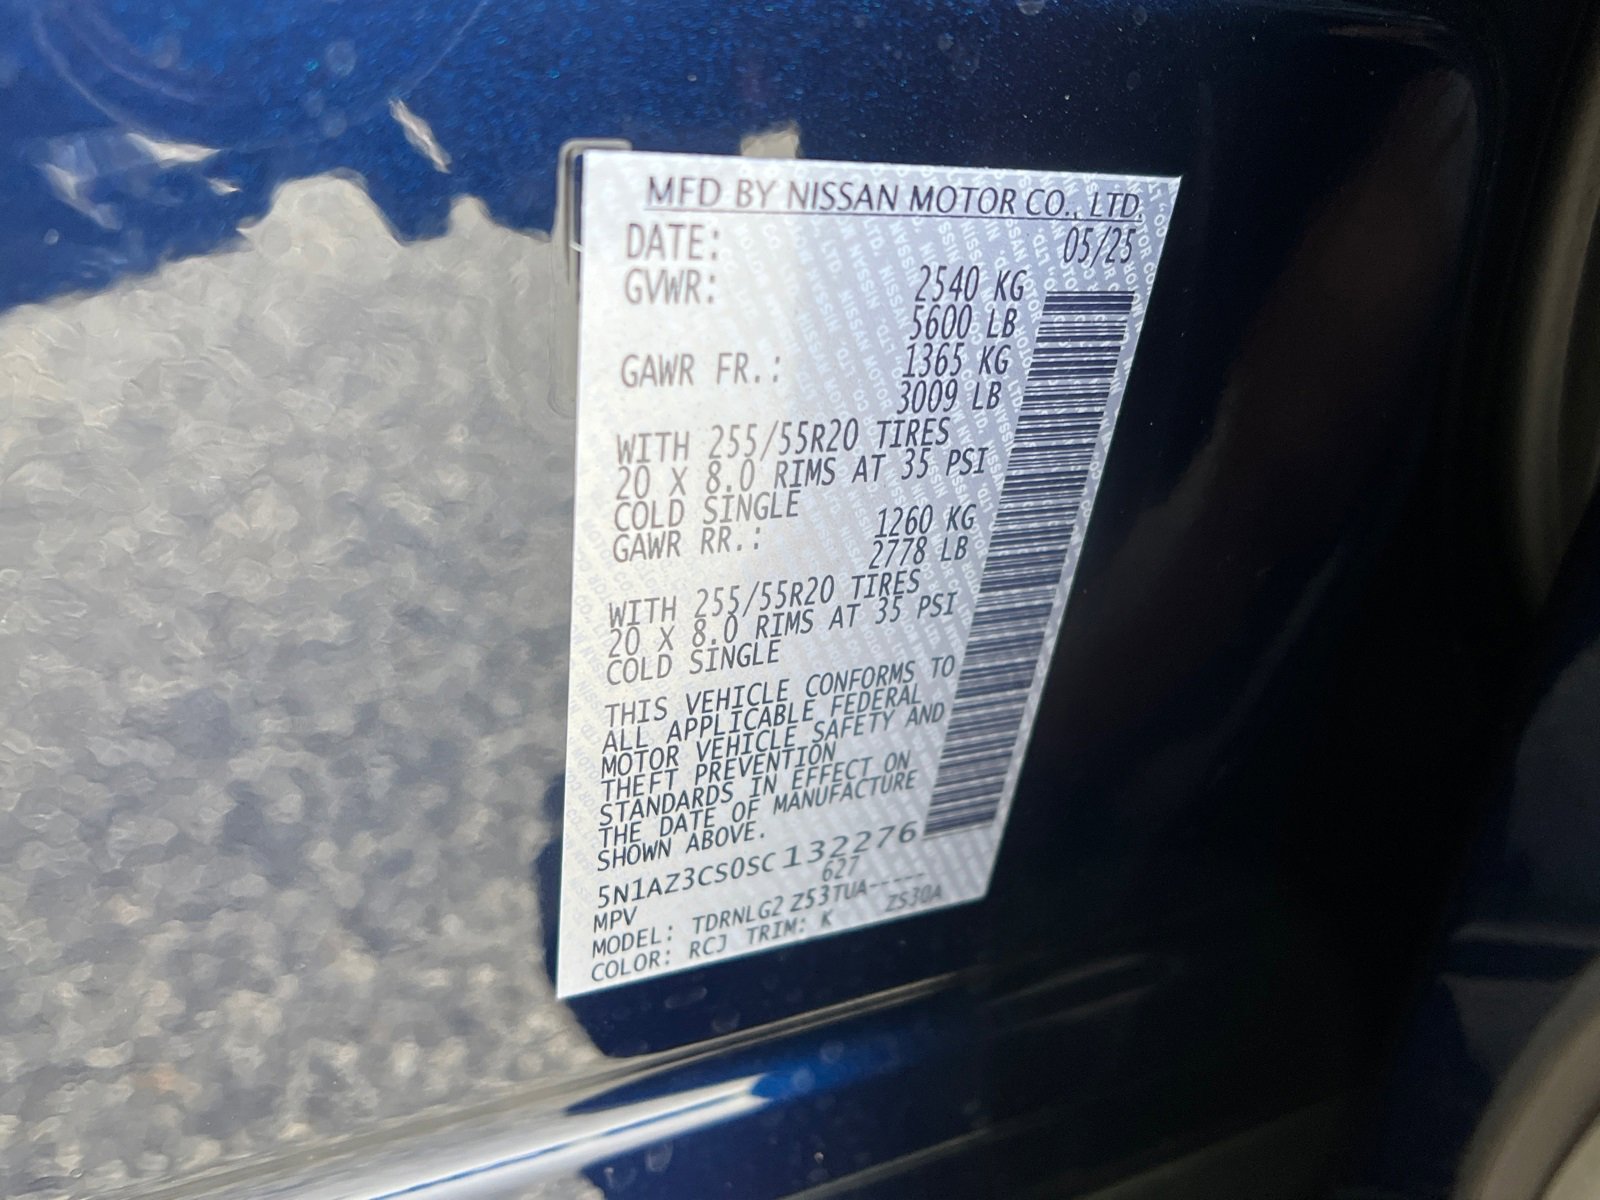 MFD BY NISSAN MOTOR CO., LTD.
DATE: 05/25
GVWR: 2540 KG
5600 LB
GAWR FR.: 1365 KG
3009 LB
WITH 255/55R20 TIRES
20 X 8.0 RIMS AT 35 PSI
COLD SINGLE
GAWR RR.: 1260 KG
2778 LB
WITH 255/55R20 TIRES
20 X 8.0 RIMS AT 35 PSI
COLD SINGLE
THIS VEHICLE CONFORMS TO
ALL APPLICABLE FEDERAL
MOTOR VEHICLE SAFETY AND
THEFT PREVENTION
STANDARDS IN EFFECT ON
THE DATE OF MANUFACTURE
SHOWN ABOVE.
5N1AZ3CS0SC132276
MPV 627
MODEL: TDRNLG2 Z53TUA-----
COLOR: RCJ TRIM: K ZS30A